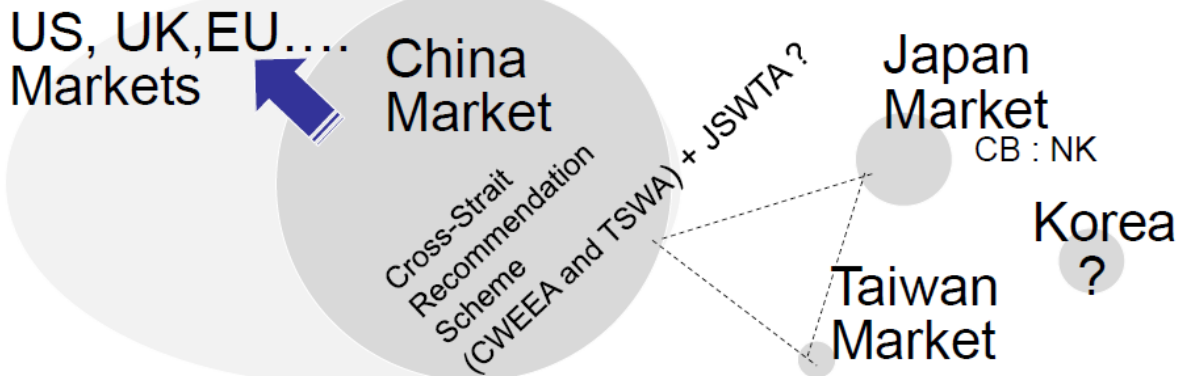 US, UK,EU….
Markets
China
Market
Cross-Strait
Recommendation
Scheme
(CWEEA and TSWA) + JSWTA ?
Japan
Market
CB : NK
Korea
?
Taiwan
Market